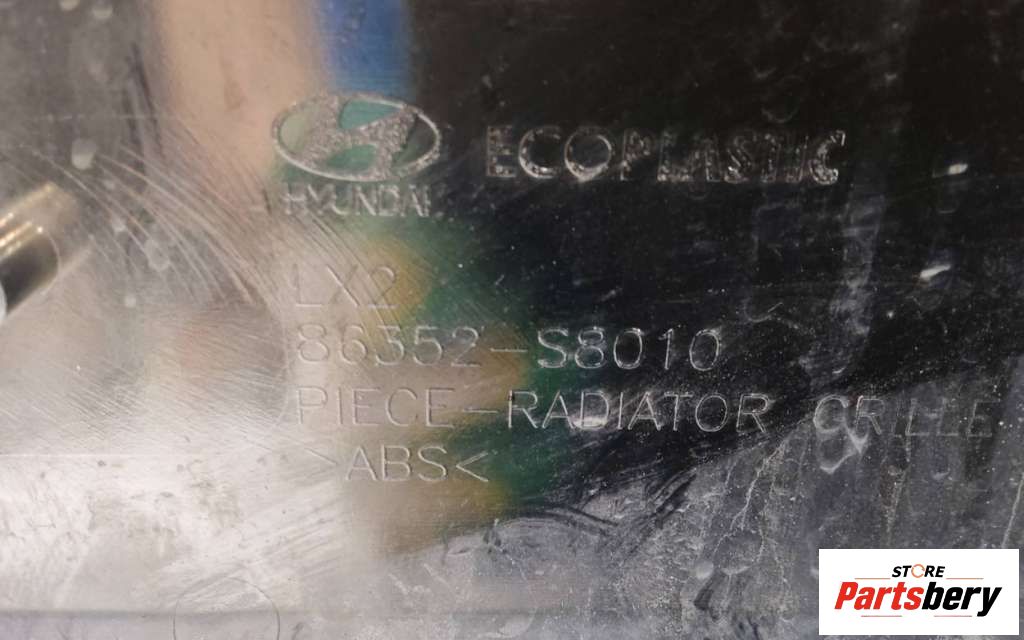 ECOPLASTIC
HYUNDAI
LX2
86352-S8010
PIECE-RADIATOR GRILLE
>ABS<
STORE
Partsbery